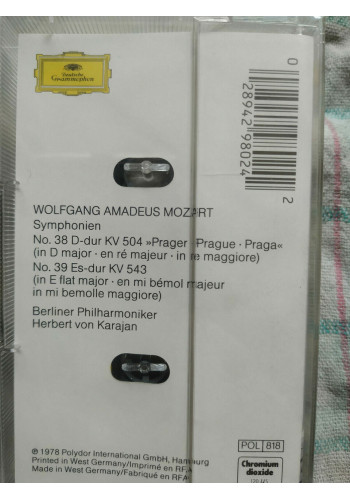 Deutsche
Grammophon
0
28942 98024
2
WOLFGANG AMADEUS MOZART
Symphonien
No. 38 D-dur KV 504 »Prager · Prague · Praga«
(in D major · en ré majeur · in re maggiore)
No. 39 Es-dur KV 543
(in E flat major · en mi bémol majeur
in mi bemolle maggiore)
Berliner Philharmoniker
Herbert von Karajan
℗ 1978 Polydor International GmbH, Hamburg
Printed in West Germany/Imprimé en RFA
Made in West Germany/Fabriqué en RFA
POL 818
Chromium
dioxide